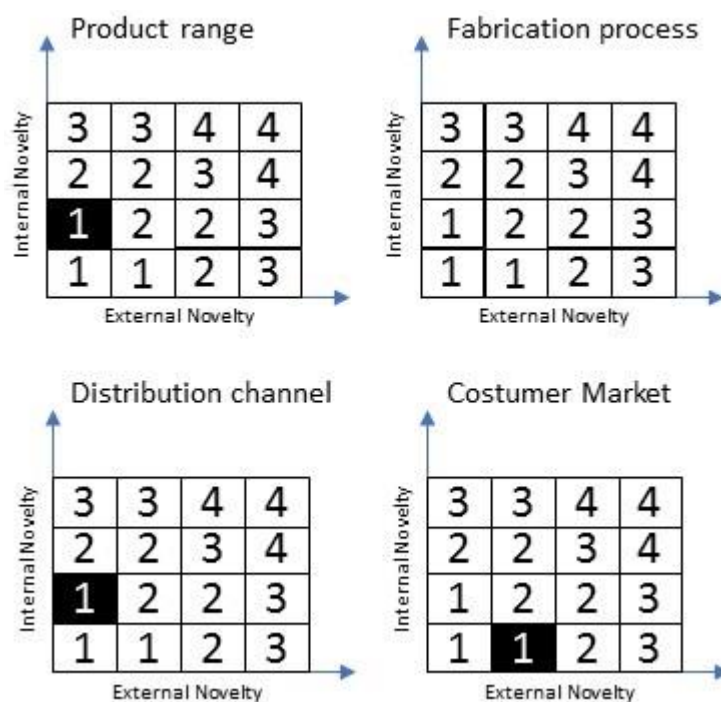 Product range
Internal Novelty
3 3 4 4
2 2 3 4
1 2 2 3
1 1 2 3
External Novelty
Fabrication process
Internal Novelty
3 3 4 4
2 2 3 4
1 2 2 3
1 1 2 3
External Novelty
Distribution channel
Internal Novelty
3 3 4 4
2 2 3 4
1 2 2 3
1 1 2 3
External Novelty
Costumer Market
Internal Novelty
3 3 4 4
2 2 3 4
1 2 2 3
1 1 2 3
External Novelty